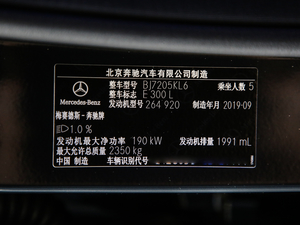 北京奔驰汽车有限公司制造
整车型号 BJ7205KL6 乘坐人数 5
整车标志 E 300 L
发动机型号 264 920 制造年月 2019-09
Mercedes-Benz
梅赛德斯-奔驰牌
1.0 %
发动机最大净功率 190 kW 发动机排量 1991 mL
最大允许总质量 2350 kg
中国 制造 车辆识别代号